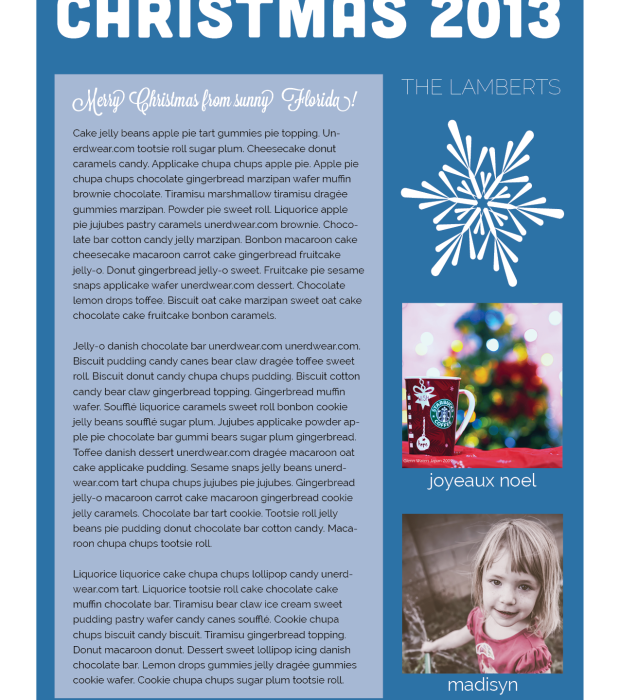 CHRISTMAS 2013
THE LAMBERTS
Merry Christmas from sunny Florida!
Cake jelly beans apple pie tart gummies pie topping. Un-
erdwear.com tootsie roll sugar plum. Cheesecake donut
caramels candy. Applicake chupa chups apple pie. Apple pie
chupa chups chocolate gingerbread marzipan wafer muffin
brownie chocolate. Tiramisu marshmallow tiramisu dragée
gummies marzipan. Powder pie sweet roll. Liquorice apple
pie jujubes pastry caramels unerdwear.com brownie. Choco-
late bar cotton candy jelly marzipan. Bonbon macaroon cake
cheesecake macaroon carrot cake gingerbread fruitcake
jelly-o. Donut gingerbread jelly-o sweet. Fruitcake pie sesame
snaps applicake wafer unerdwear.com dessert. Chocolate
lemon drops toffee. Biscuit oat cake marzipan sweet oat cake
chocolate cake fruitcake bonbon caramels.
Jelly-o danish chocolate bar unerdwear.com unerdwear.com.
Biscuit pudding candy canes bear claw dragée toffee sweet
roll. Biscuit donut candy chupa chups pudding. Biscuit cotton
candy bear claw gingerbread topping. Gingerbread muffin
wafer. Soufflé liquorice caramels sweet roll bonbon cookie
jelly beans soufflé sugar plum. Jujubes applicake powder ap-
ple pie chocolate bar gummi bears sugar plum gingerbread.
Toffee danish dessert unerdwear.com dragée macaroon oat
cake applicake pudding. Sesame snaps jelly beans unerd-
wear.com tart chupa chups jujubes pie jujubes. Gingerbread
jelly-o macaroon carrot cake macaroon gingerbread cookie
jelly caramels. Chocolate bar tart cookie. Tootsie roll jelly
beans pie pudding donut chocolate bar cotton candy. Maca-
roon chupa chups tootsie roll.
Liquorice liquorice cake chupa chups lollipop candy unerd-
wear.com tart. Liquorice tootsie roll cake chocolate cake
muffin chocolate bar. Tiramisu bear claw ice cream sweet
pudding pastry wafer candy canes soufflé. Cookie chupa
chups biscuit candy biscuit. Tiramisu gingerbread topping.
Donut macaroon donut. Dessert sweet lollipop icing danish
chocolate bar. Lemon drops gummies jelly dragée gummies
cookie wafer. Cookie chupa chups sugar plum tootsie roll.
STARBUCKS
COFFEE
joyeaux noel
madisyn